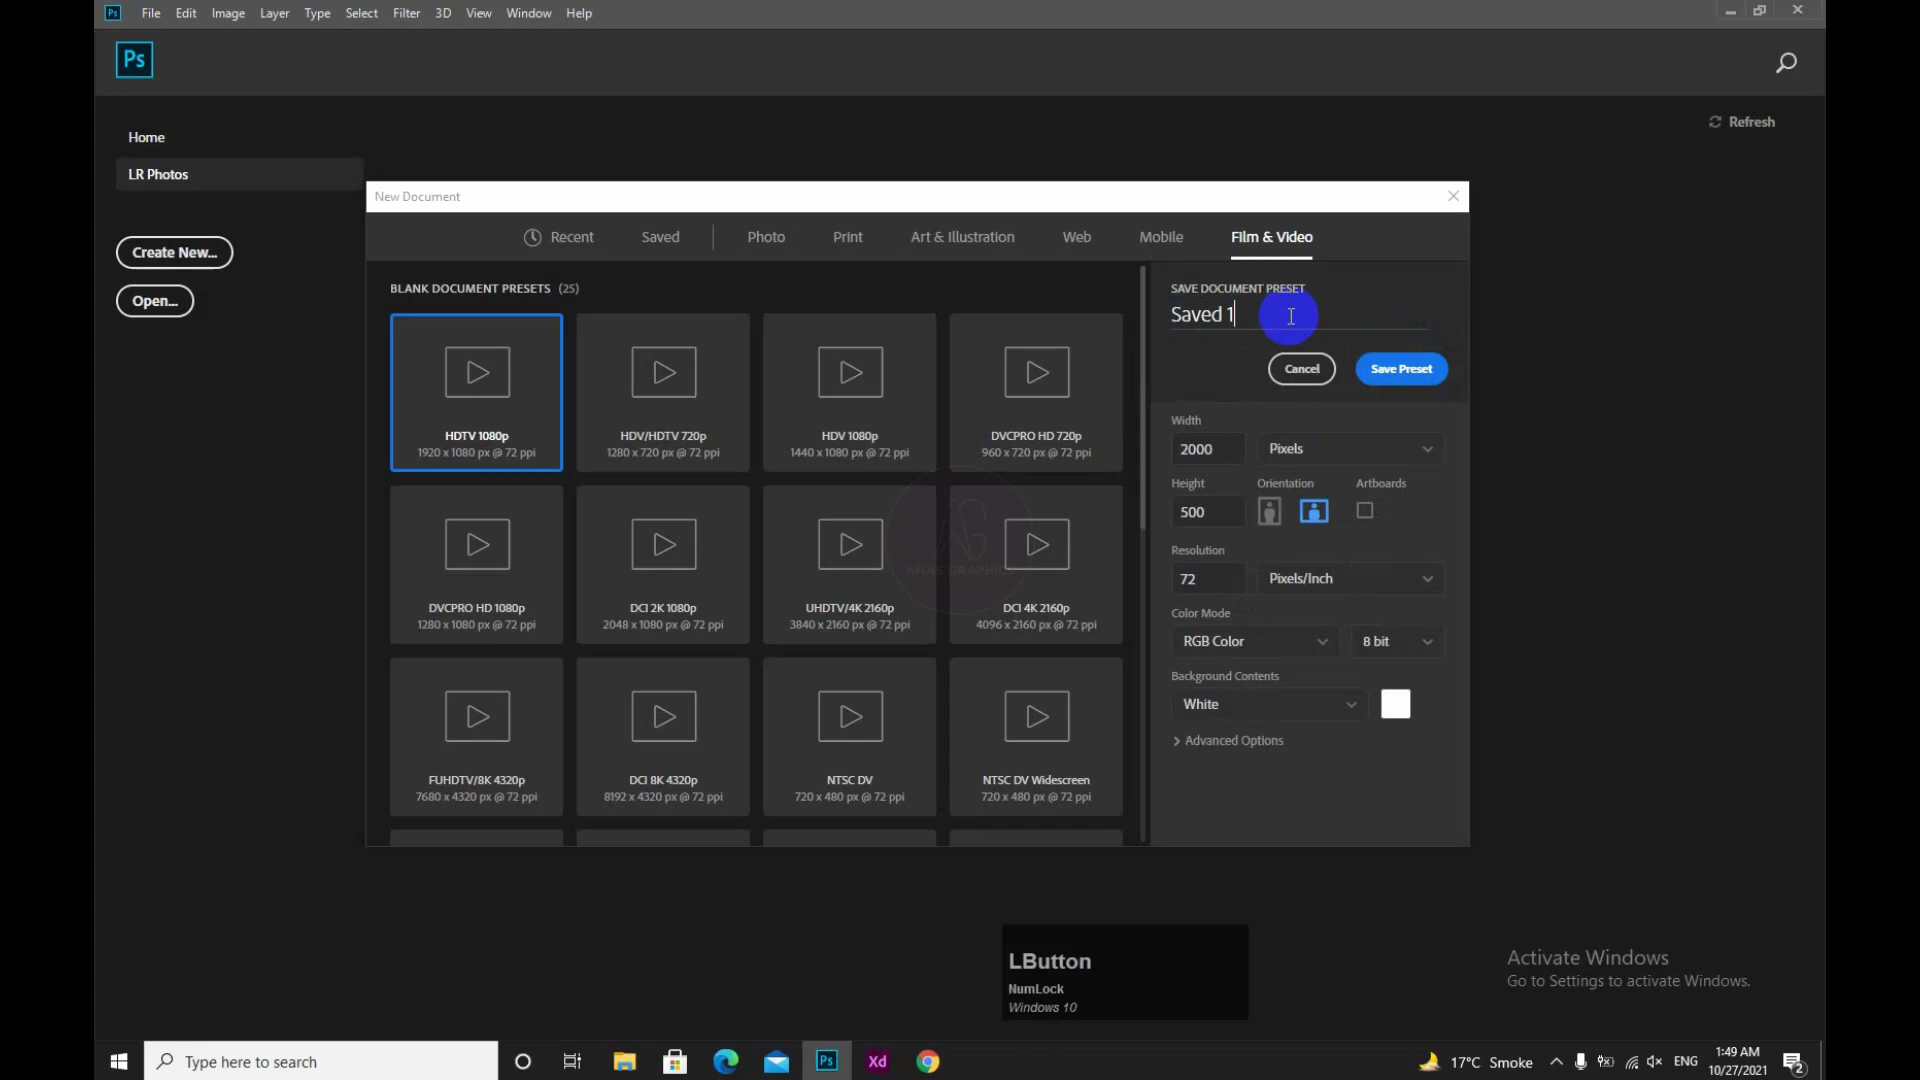 Ps File Edit Image Layer Type Select Filter 3D View Window Help
Ps
Refresh
Home
LR Photos
Create New...
Open...
New Document
Recent Saved Photo Print Art & Illustration Web Mobile Film & Video
BLANK DOCUMENT PRESETS (25)
HDTV 1080p
1920 x 1080 px @ 72 ppi
HDV/HDTV 720p
1280 x 720 px @ 72 ppi
HDV 1080p
1440 x 1080 px @ 72 ppi
DVCPRO HD 720p
960 x 720 px @ 72 ppi
DVCPRO HD 1080p
1280 x 1080 px @ 72 ppi
DCI 2K 1080p
2048 x 1080 px @ 72 ppi
UHDTV/4K 2160p
3840 x 2160 px @ 72 ppi
DCI 4K 2160p
4096 x 2160 px @ 72 ppi
FUHDTV/8K 4320p
7680 x 4320 px @ 72 ppi
DCI 8K 4320p
8192 x 4320 px @ 72 ppi
NTSC DV
720 x 480 px @ 72 ppi
NTSC DV Widescreen
720 x 480 px @ 72 ppi
SAVE DOCUMENT PRESET
Saved 1
Cancel Save Preset
Width
2000 Pixels
Height Orientation Artboards
500
Resolution
72 Pixels/Inch
Color Mode
RGB Color 8 bit
Background Contents
White
Advanced Options
LButton
NumLock
Windows 10
Activate Windows
Go to Settings to activate Windows.
Type here to search
Ps Xd
17°C Smoke
ENG
1:49 AM
10/27/2021
2